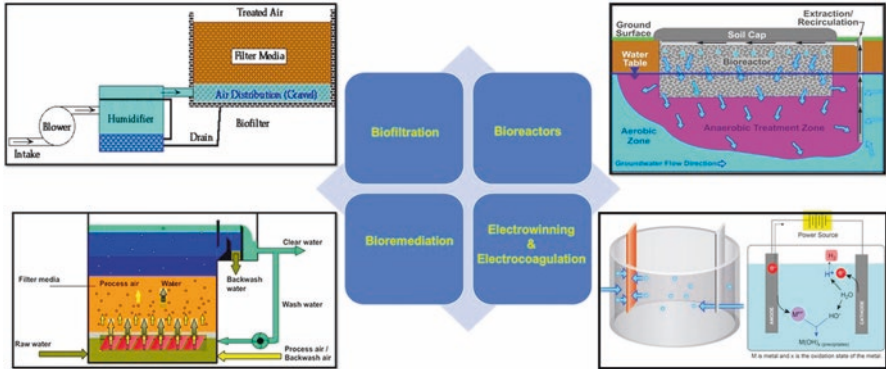 Treated Air
Filter Media
Air Distribution (Gravel)
Humidifier
Blower
Biofilter
Drain
Intake
Biofiltration
Bioreactors
Bioremediation
Electrowinning
&
Electrocoagulation
Ground
Surface
Extraction/
Recirculation
Soil Cap
Water
Table
Bioreactor
Anaerobic Treatment Zone
Aerobic
Zone
Groundwater Flow Direction
Clear water
Filter media
Process air
Water
Backwash
water
Wash water
Raw water
Process air /
Backwash air
Power Source
H₂
H⁺
e⁻
e⁻
ANODE
CATHODE
H₂O
HO⁻
M(OH)ₓ (precipitates)
M is metal and x is the oxidation state of the metal.